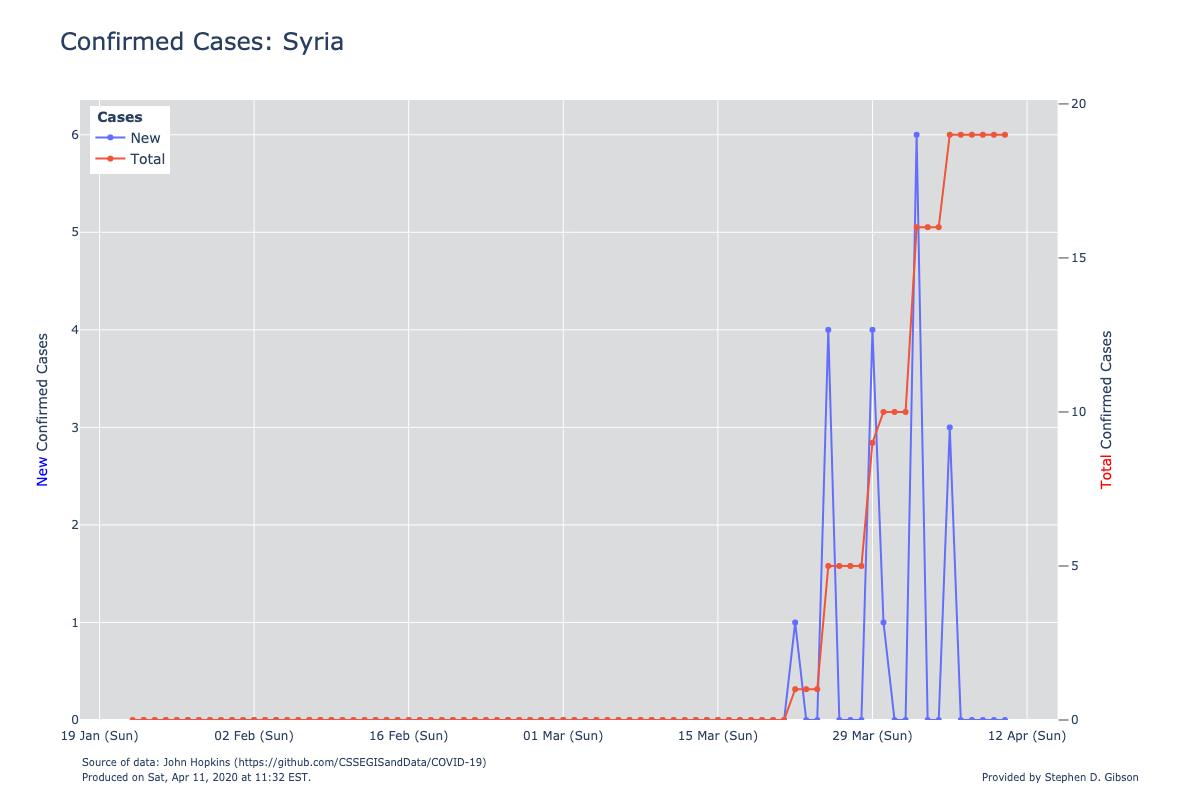 Confirmed Cases: Syria
Cases
New
Total
6
5
4
3
2
1
0
New Confirmed Cases
20
15
10
5
0
Total Confirmed Cases
19 Jan (Sun) 02 Feb (Sun) 16 Feb (Sun) 01 Mar (Sun) 15 Mar (Sun) 29 Mar (Sun) 12 Apr (Sun)
Source of data: John Hopkins (https://github.com/CSSEGISandData/COVID-19)
Produced on Sat, Apr 11, 2020 at 11:32 EST.
Provided by Stephen D. Gibson